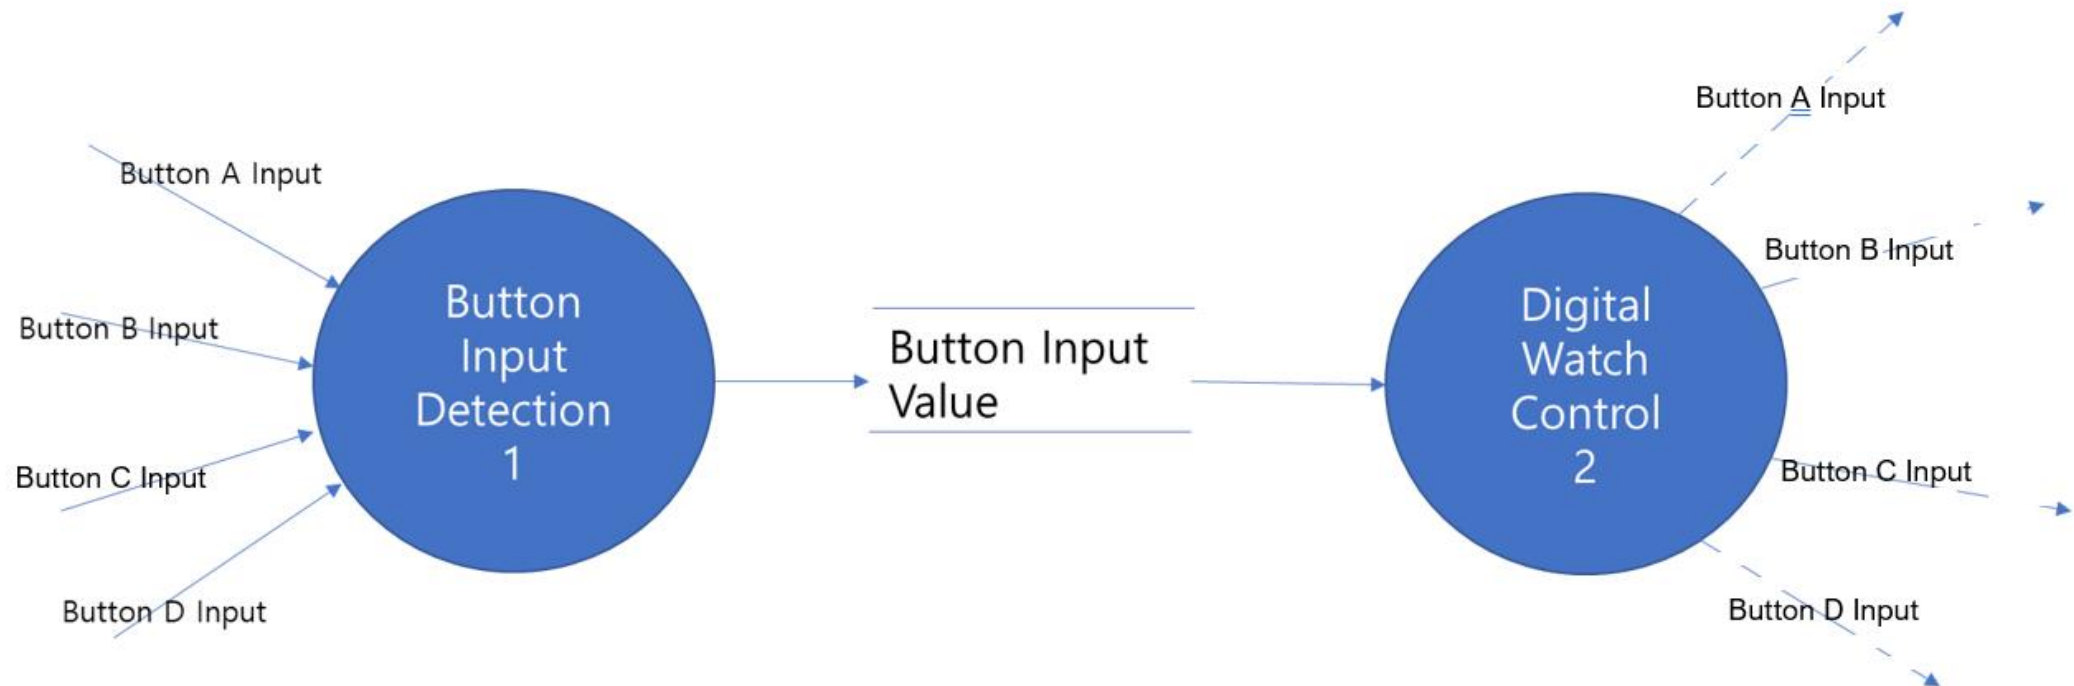 Button A Input
Button B Input
Button C Input
Button D Input
Button
Input
Detection
1
Button Input
Value
Digital
Watch
Control
2
Button A Input
Button B Input
Button C Input
Button D Input